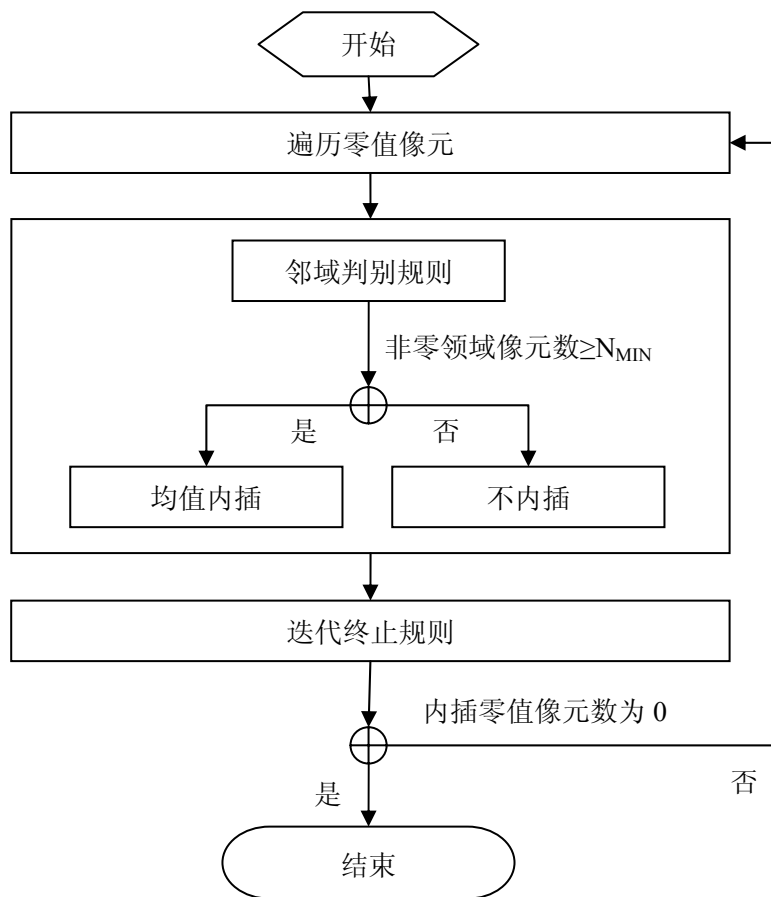 开始
遍历零值像元
邻域判别规则
非零领域像元数≥N_MIN
是
否
均值内插
不内插
迭代终止规则
内插零值像元数为 0
否
是
结束